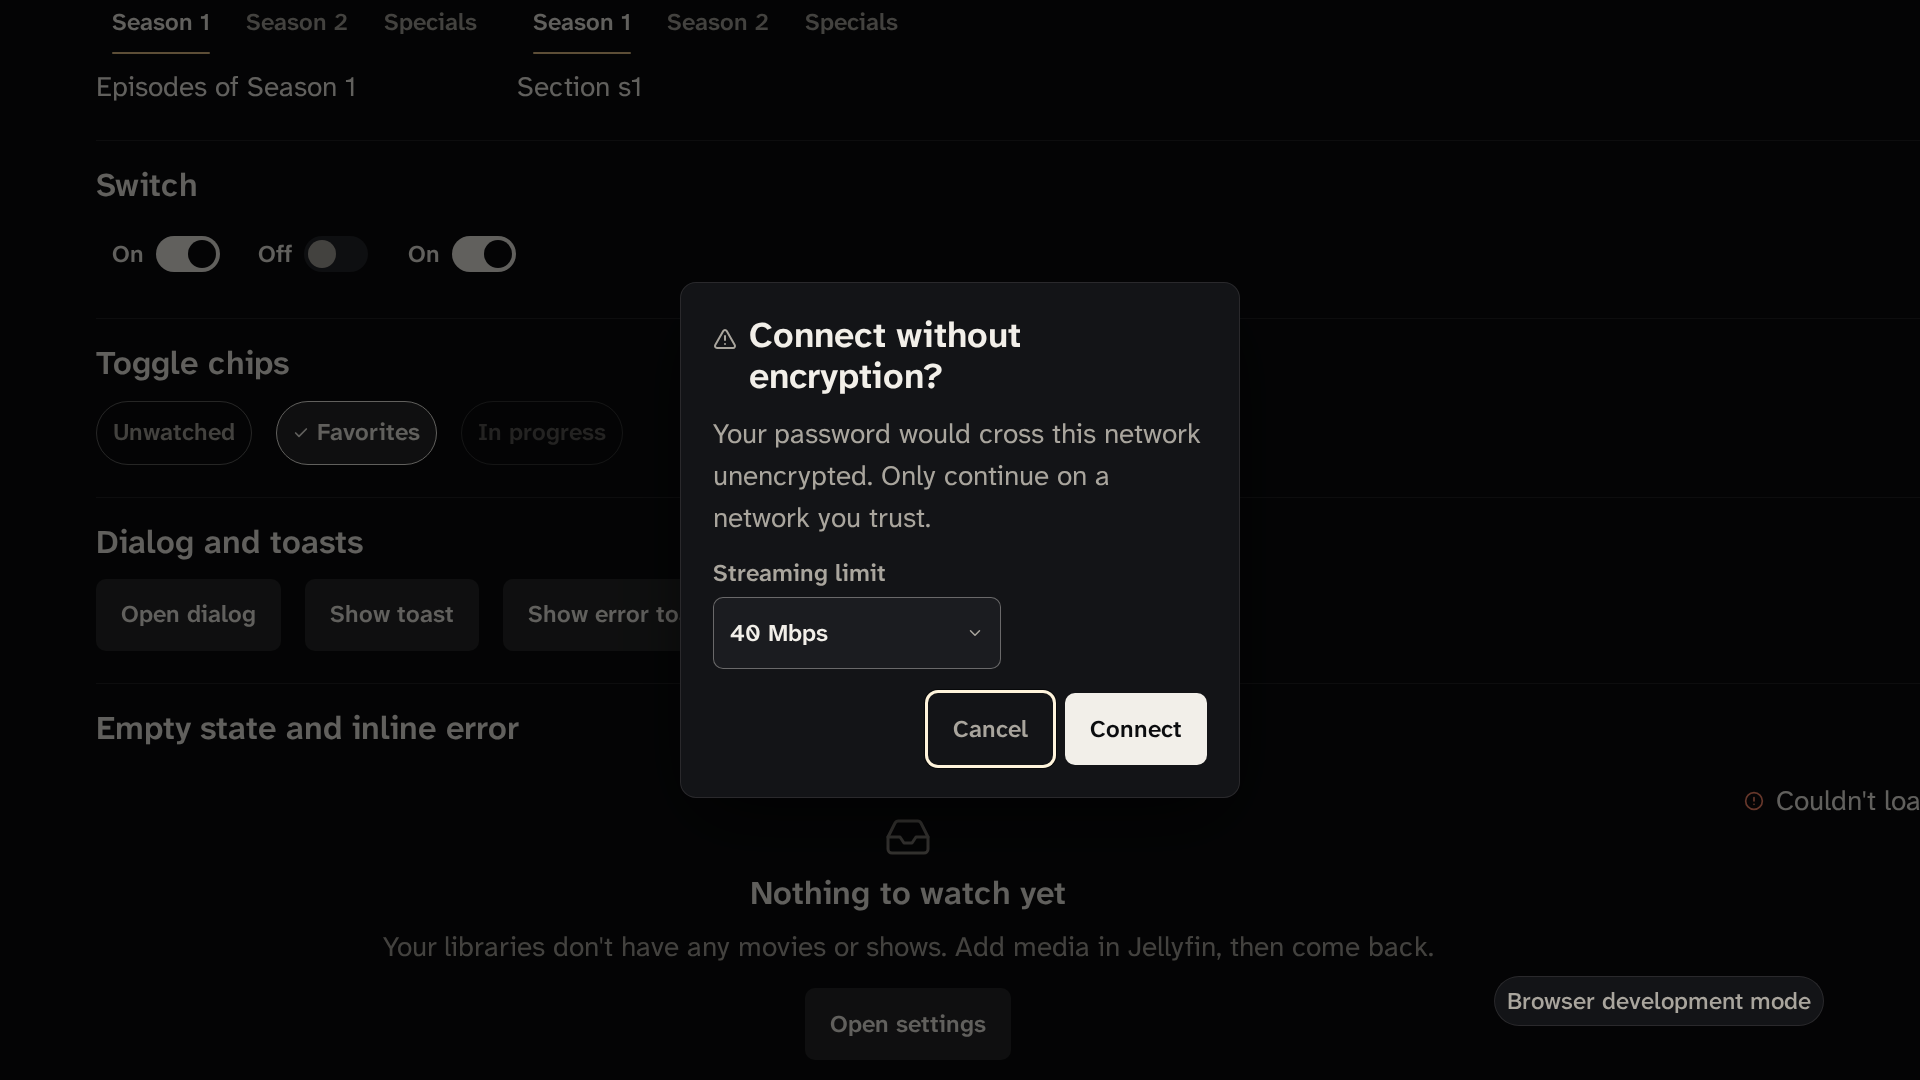 Season 1 Season 2 Specials Season 1 Season 2 Specials
Episodes of Season 1 Section s1
Switch
On Off On
Toggle chips
Unwatched Favorites In progress
Dialog and toasts
Open dialog Show toast Show error to
Empty state and inline error
Connect without
encryption?
Your password would cross this network
unencrypted. Only continue on a
network you trust.
Streaming limit
40 Mbps
Cancel Connect
Couldn't loa
Nothing to watch yet
Your libraries don't have any movies or shows. Add media in Jellyfin, then come back.
Browser development mode
Open settings